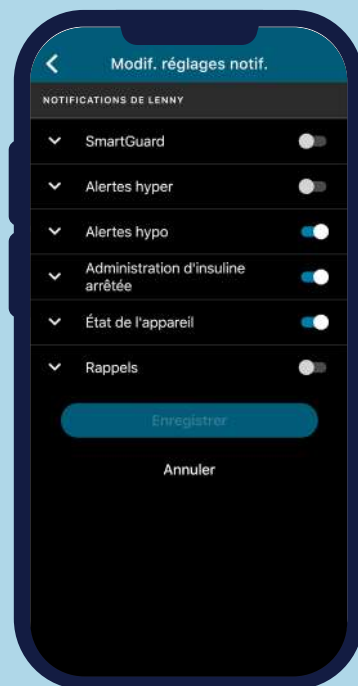 Modif. réglages notif.
NOTIFICATIONS DE LENNY
SmartGuard
Alertes hyper
Alertes hypo
Administration d'insuline
arrêtée
État de l'appareil
Rappels
Enregistrer
Annuler